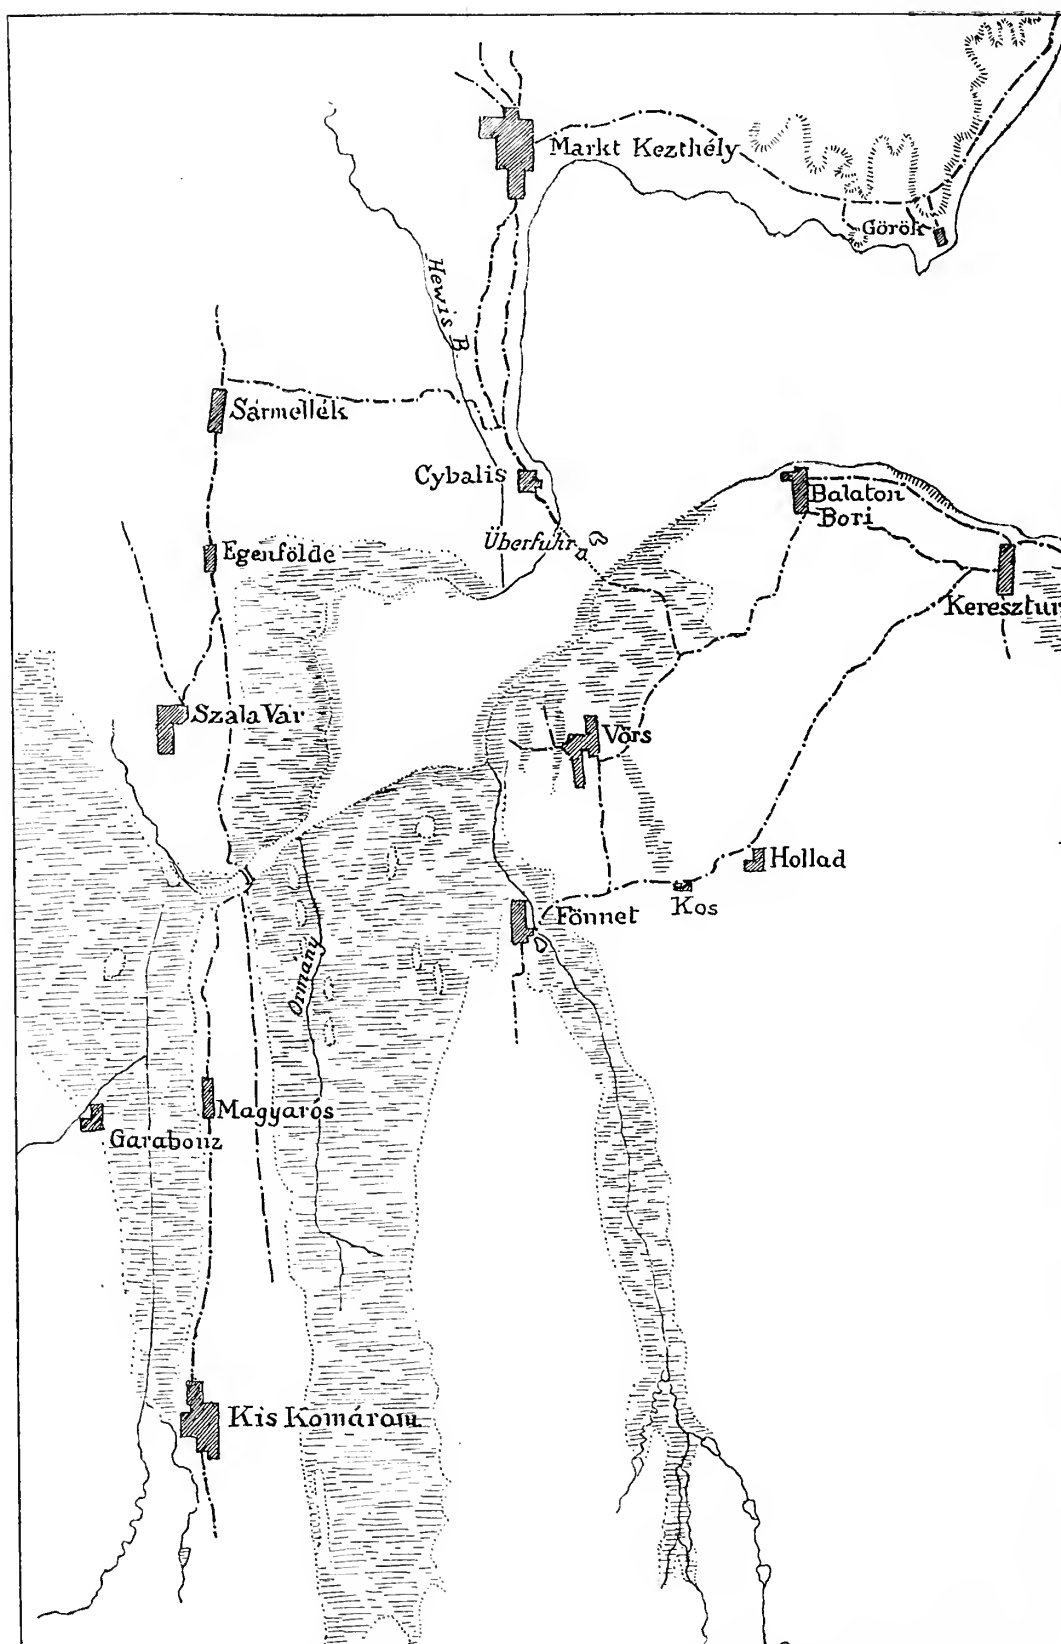 Markt Kezthély
Görök
Hewis B.
Sármellék
Cybalis
Balaton
Bori
Überfuhr
Egenfölde
Keresztur
Szala Vár
Vörs
Hollad
Kos
Fönnet
Ormány
Magyarós
Garabonz
Kis Komárom